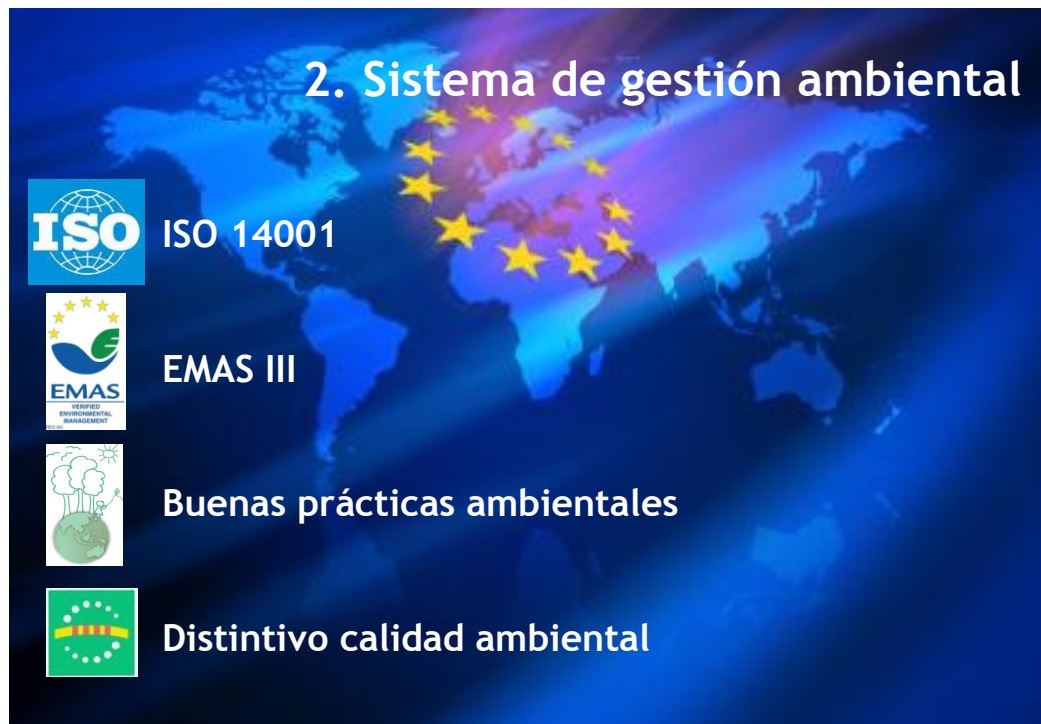 2. Sistema de gestión ambiental
ISO
ISO 14001
EMAS
VERIFIED
ENVIRONMENTAL
MANAGEMENT
EMAS III
Buenas prácticas ambientales
Distintivo calidad ambiental